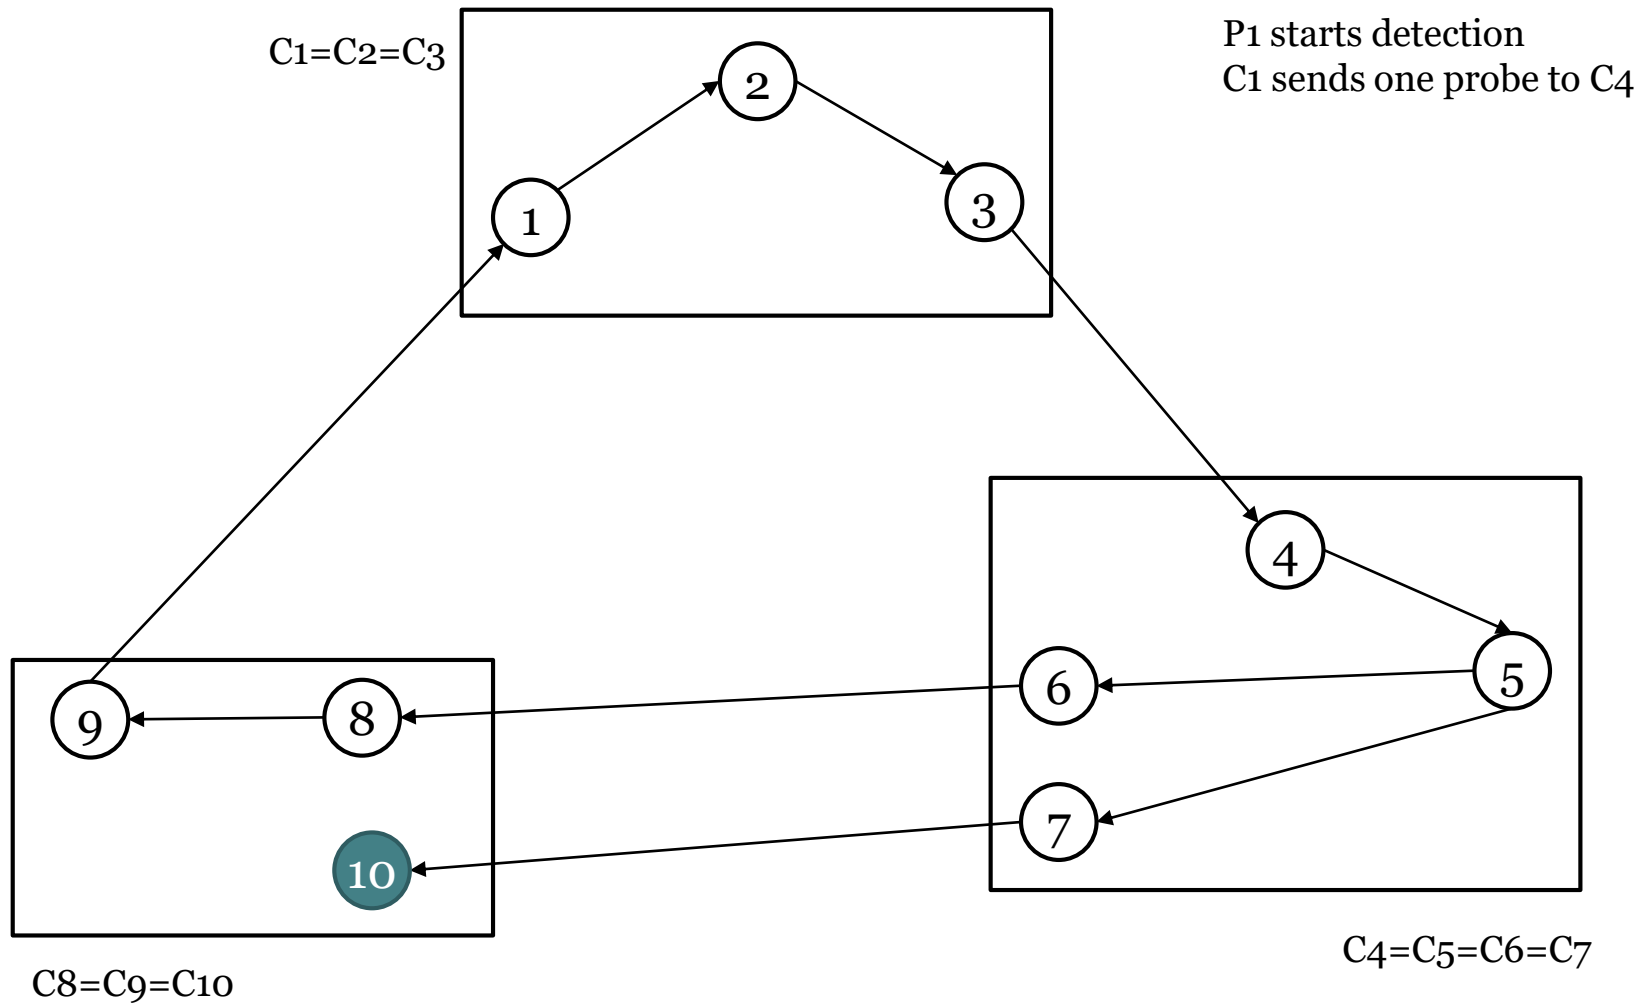 C1=C2=C3
P1 starts detection
C1 sends one probe to C4
2
1
3
4
5
6
7
8
9
10
C4=C5=C6=C7
C8=C9=C10